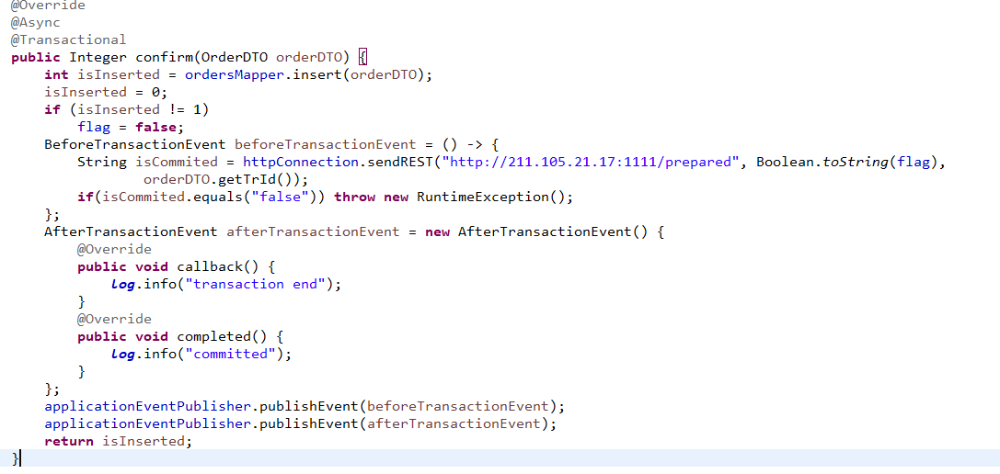 @Override
@Async
@Transactional
public Integer confirm(OrderDTO orderDTO) {
    int isInserted = ordersMapper.insert(orderDTO);
    isInserted = 0;
    if (isInserted != 1)
        flag = false;
    BeforeTransactionEvent beforeTransactionEvent = () -> {
        String isCommited = httpConnection.sendREST("http://211.105.21.17:1111/prepared", Boolean.toString(flag),
                orderDTO.getTrId());
        if(isCommited.equals("false")) throw new RuntimeException();
    };
    AfterTransactionEvent afterTransactionEvent = new AfterTransactionEvent() {
        @Override
        public void callback() {
            log.info("transaction end");
        }
        @Override
        public void completed() {
            log.info("committed");
        }
    };
    applicationEventPublisher.publishEvent(beforeTransactionEvent);
    applicationEventPublisher.publishEvent(afterTransactionEvent);
    return isInserted;
}